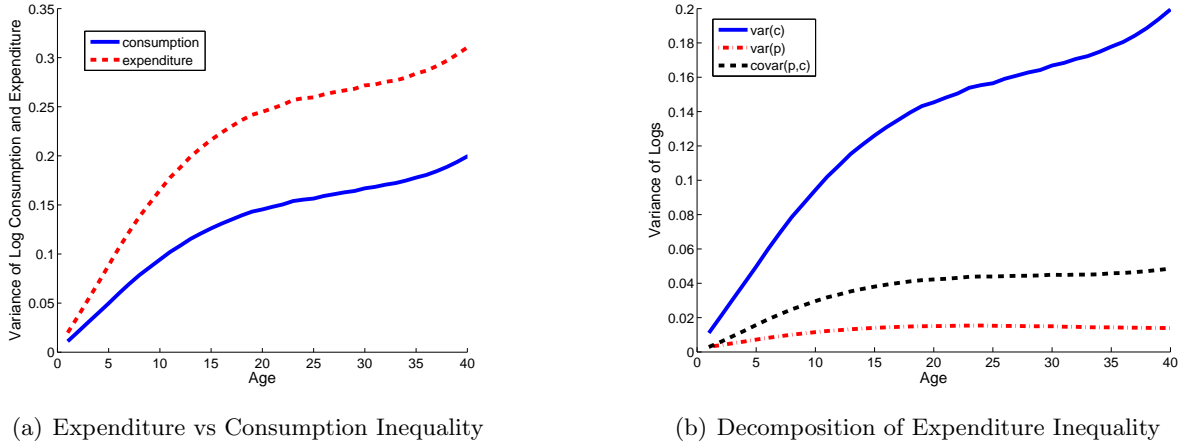 Variance of Log Consumption and Expenditure
0.35
0.3
0.25
0.2
0.15
0.1
0.05
0
consumption
expenditure
0 5 10 15 20 25 30 35 40
Age
(a) Expenditure vs Consumption Inequality
Variance of Logs
0.2
0.18
0.16
0.14
0.12
0.1
0.08
0.06
0.04
0.02
0
var(c)
var(p)
covar(p,c)
0 5 10 15 20 25 30 35 40
Age
(b) Decomposition of Expenditure Inequality